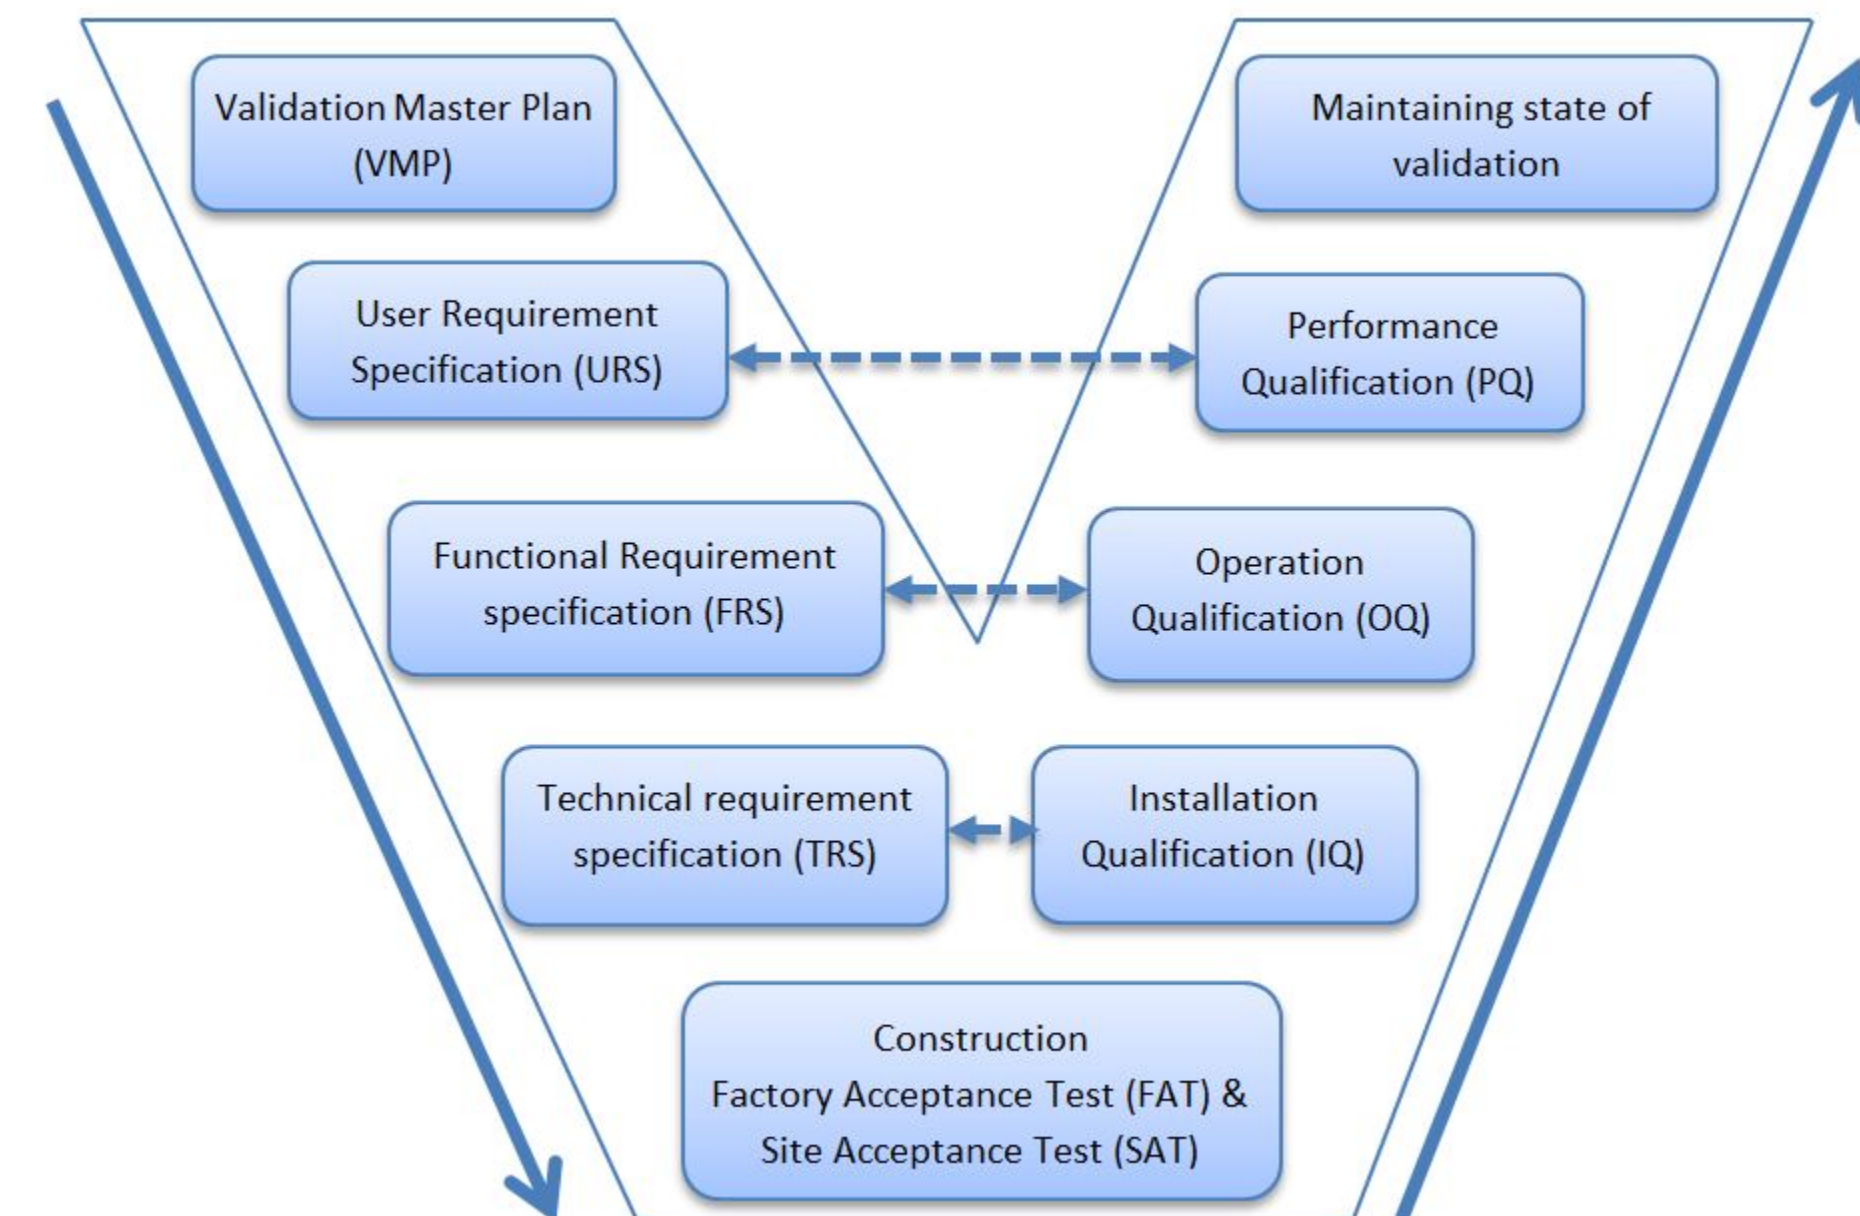 Validation Master Plan
(VMP)
Maintaining state of
validation
User Requirement
Specification (URS)
Performance
Qualification (PQ)
Functional Requirement
specification (FRS)
Operation
Qualification (OQ)
Technical requirement
specification (TRS)
Installation
Qualification (IQ)
Construction
Factory Acceptance Test (FAT) &
Site Acceptance Test (SAT)